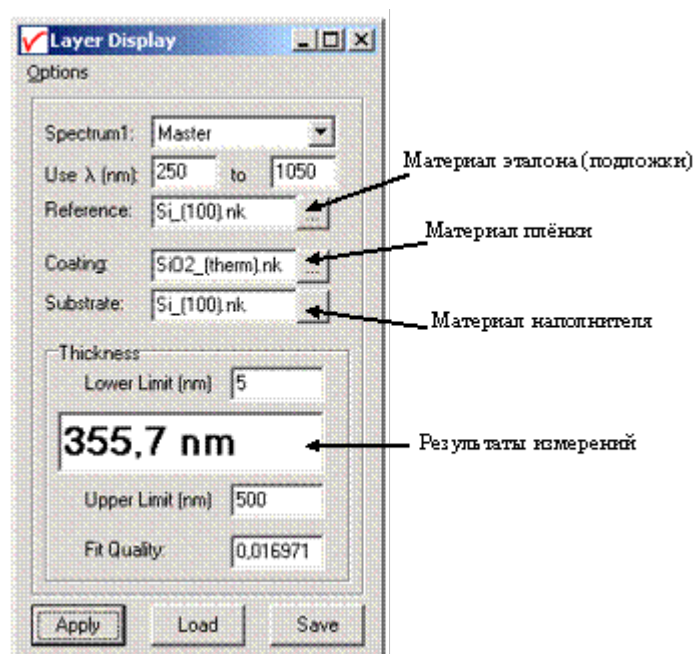 Layer Display
Options
Spectrum1: Master
Use λ (nm): 250 to 1050
Материал эталона (подложки)
Reference: Si_(100).nk ...
Материал плёнки
Coating: SiO2_(therm).nk ...
Substrate: Si_(100).nk ...
Материал наполнителя
Thickness
Lower Limit (nm) 5
355,7 nm
Результаты измерений
Upper Limit (nm) 500
Fit Quality: 0,016971
Apply Load Save